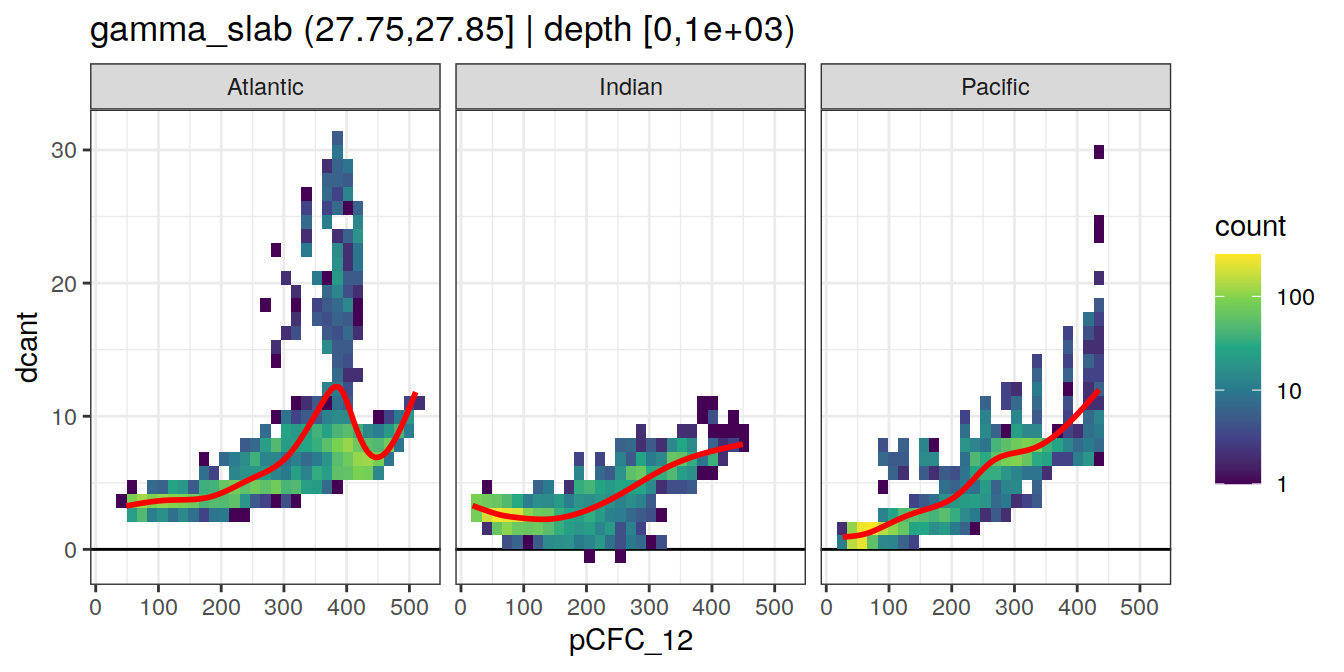 gamma_slab (27.75,27.85] | depth [0,1e+03)
Atlantic Indian Pacific
30
20
10
0
0 100 200 300 400 500 0 100 200 300 400 500 0 100 200 300 400 500
pCFC_12
dcant
count
100
10
1